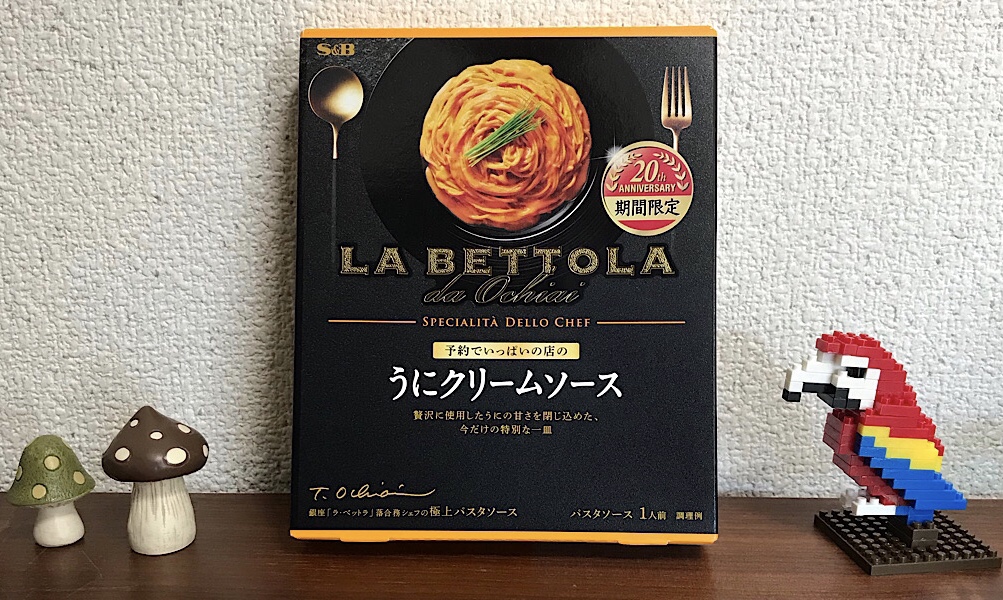 S&B
20th
ANNIVERSARY
期間限定
LA BETTOLA
da Ochiai
SPECIALITÀ DELLO CHEF
予約でいっぱいの店の
うにクリームソース
贅沢に使用したうにの甘さを閉じ込めた、
今だけの特別な一皿
T. Ochiai
銀座「ラ・ベットラ」落合務シェフの極上パスタソース
パスタソース 1人前 調理例